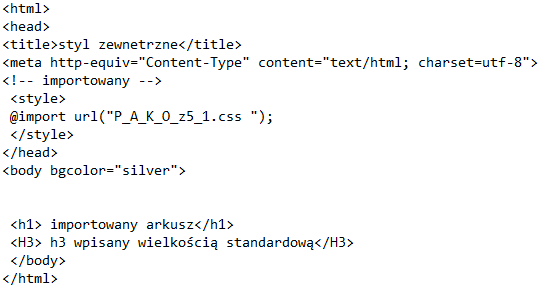 <html>
<head>
<title>styl zewnetrzne</title>
<meta http-equiv="Content-Type" content="text/html; charset=utf-8">
<!-- importowany -->
<style>
@import url("P_A_K_O_z5_1.css ");
</style>
</head>
<body bgcolor="silver">
<h1> importowany arkusz</h1>
<H3> h3 wpisany wielkością standardową</H3>
</body>
</html>